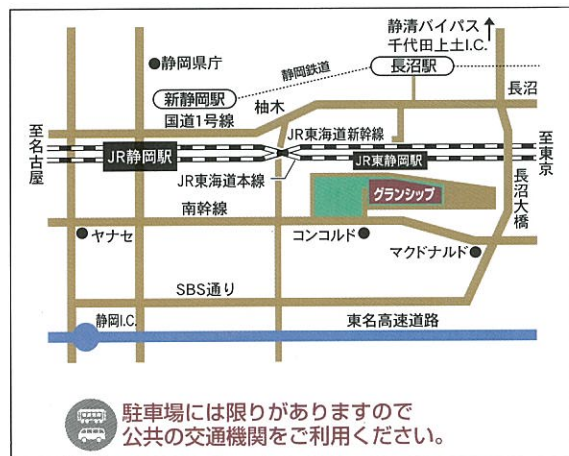 静清バイパス
千代田上土I.C.
静岡県庁
静岡鉄道
長沼駅
新静岡駅
柚木
長沼
国道1号線
JR東海道新幹線
至名古屋
JR静岡駅
JR東静岡駅
至東京
JR東海道本線
グランシップ
長沼大橋
南幹線
ヤナセ
コンコルド
マクドナルド
SBS通り
静岡I.C.
東名高速道路
駐車場には限りがありますので
公共の交通機関をご利用ください。